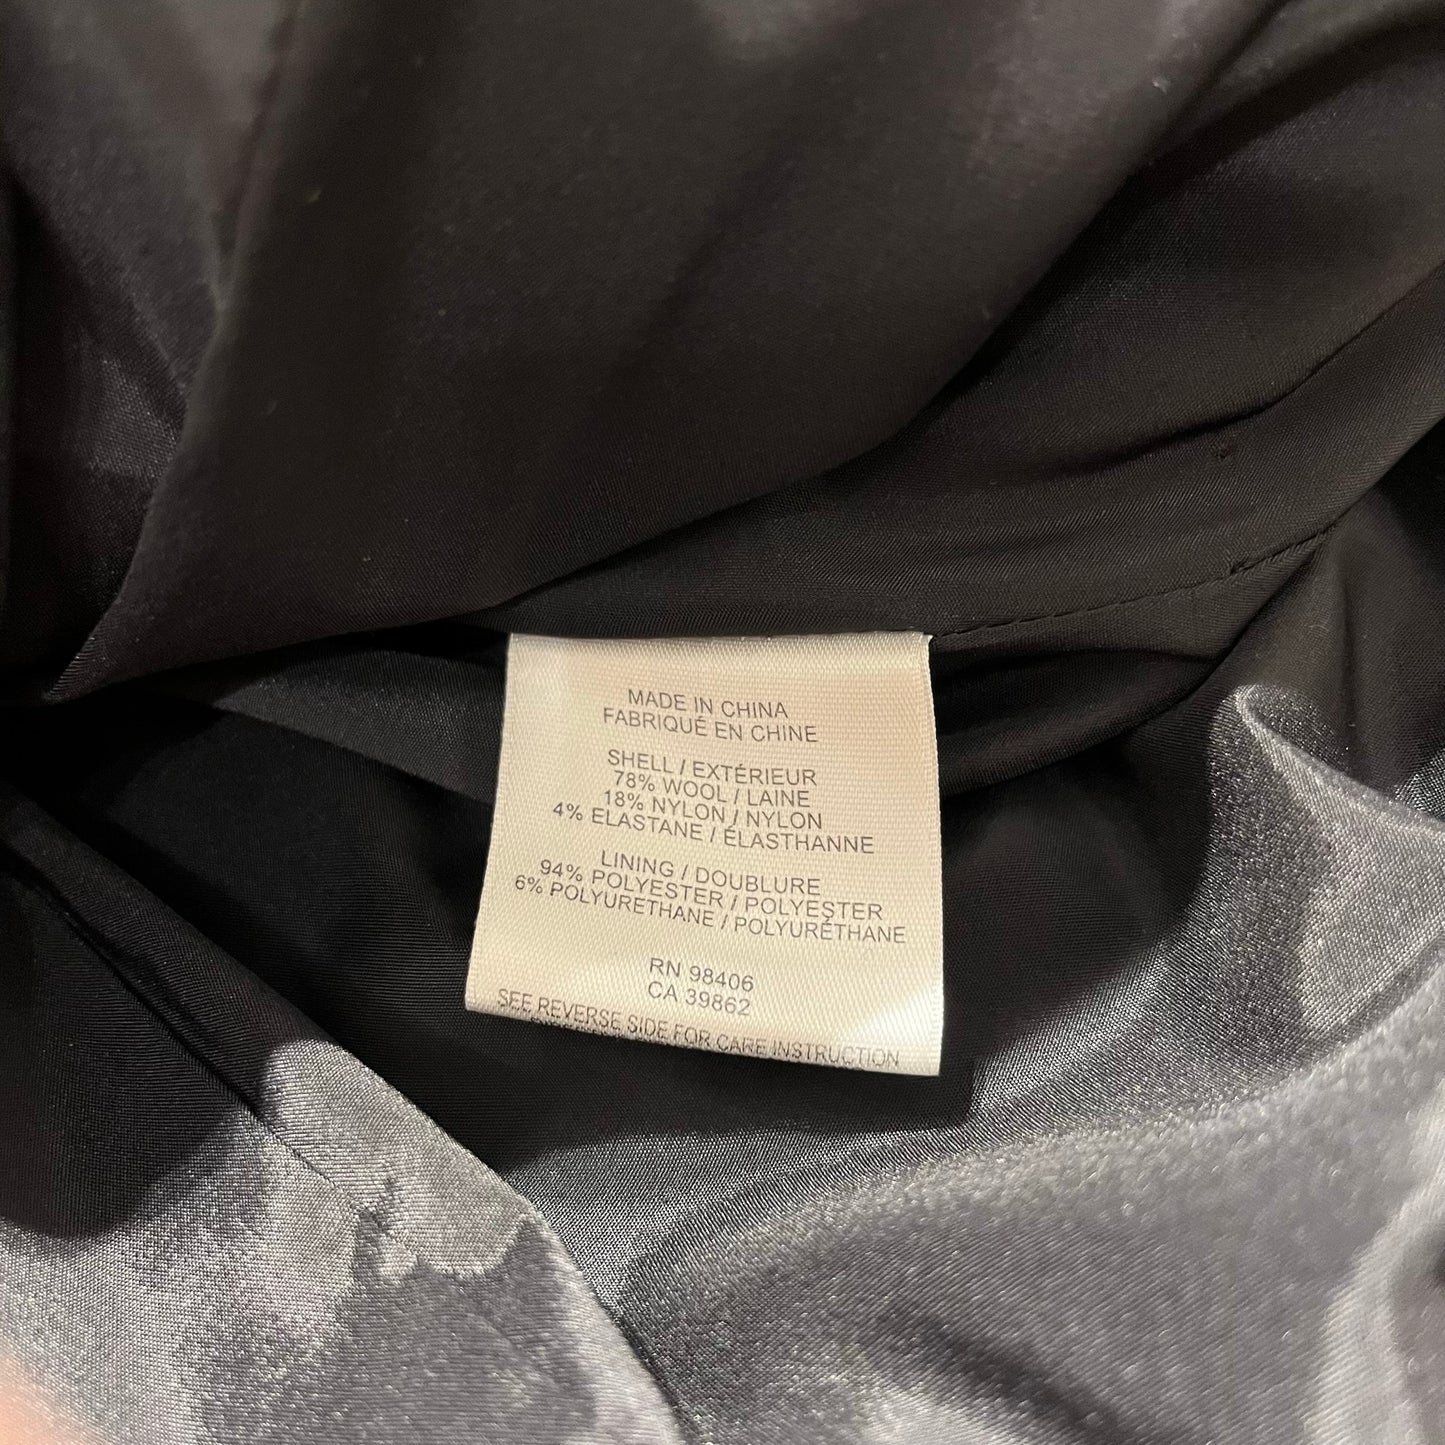 MADE IN CHINA
FABRIQUÉ EN CHINE
SHELL / EXTÉRIEUR
78% WOOL / LAINE
18% NYLON / NYLON
4% ELASTANE / ÉLASTHANNE
LINING / DOUBLURE
94% POLYESTER / POLYESTER
6% POLYURETHANE / POLYURÉTHANE
RN 98406
CA 39862
SEE REVERSE SIDE FOR CARE INSTRUCTION